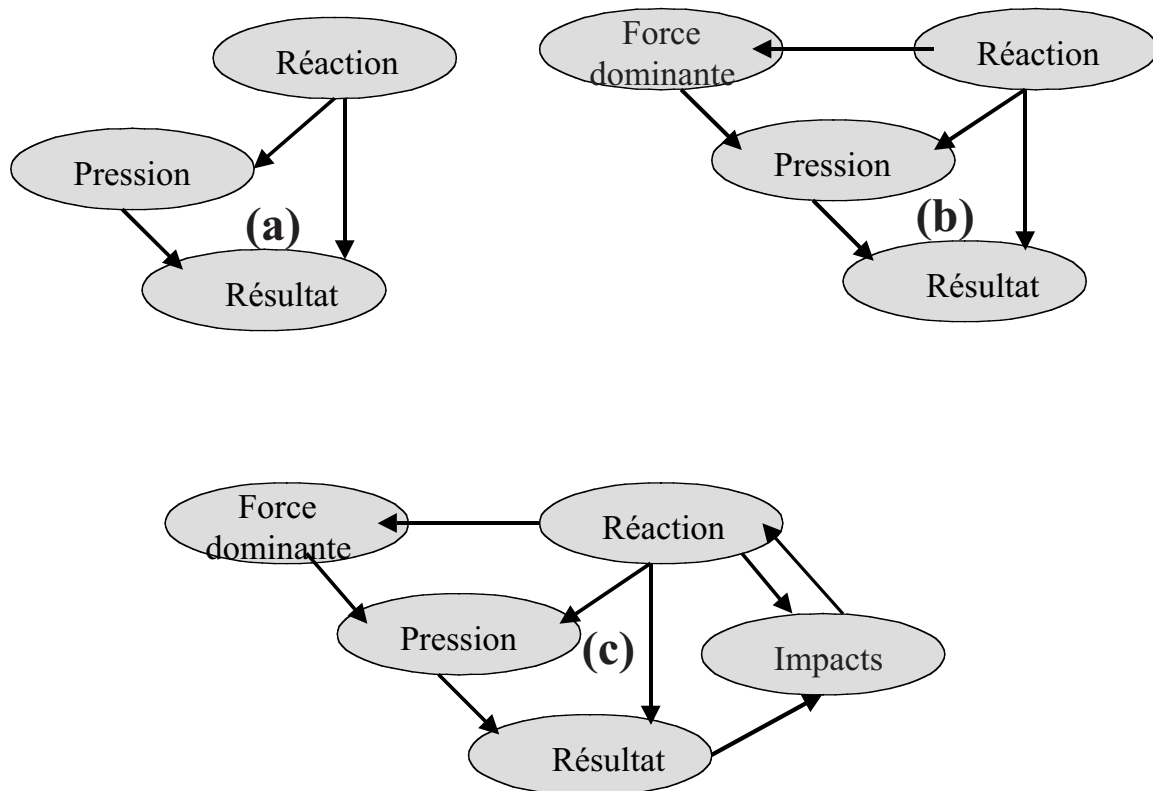 Réaction
Pression
(a)
Résultat
Force
dominante
Réaction
Pression
(b)
Résultat
Force
dominante
Réaction
Pression
(c)
Impacts
Résultat